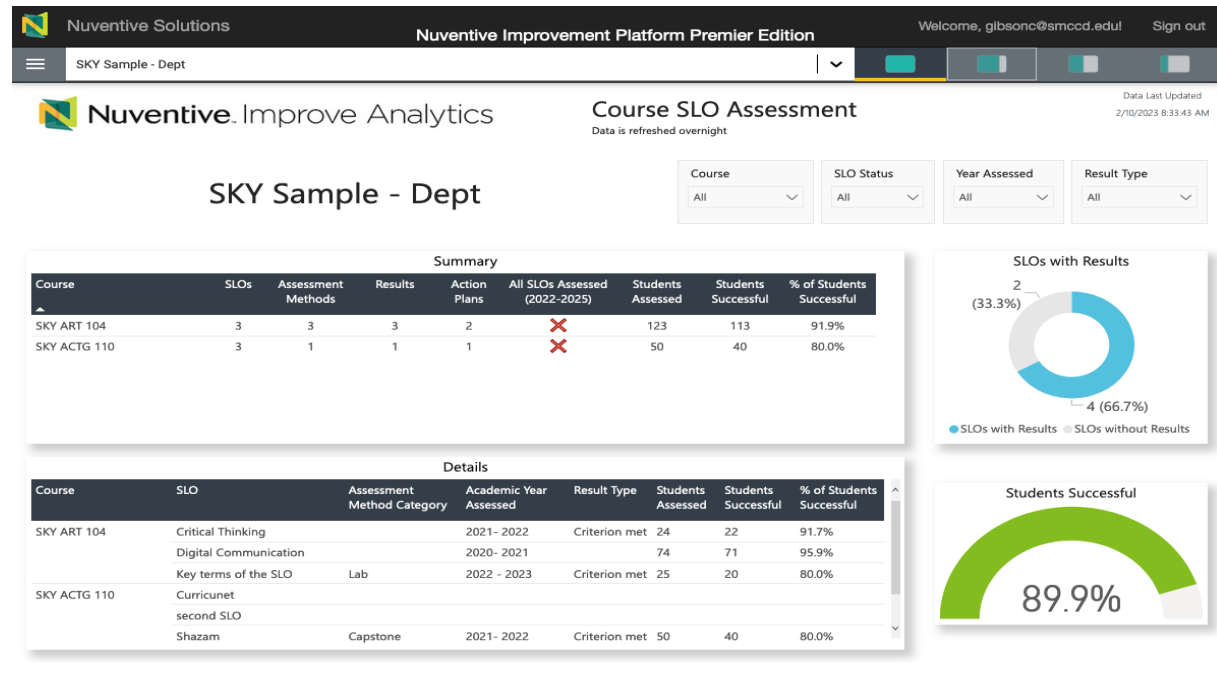 Nuventive Solutions
Nuventive Improvement Platform Premier Edition
Welcome, gibsonc@smccd.edu!
Sign out
SKY Sample - Dept
Nuventive. Improve Analytics
Course SLO Assessment
Data is refreshed overnight
Data Last Updated
2/10/2023 8:33:43 AM
SKY Sample - Dept
Course
All
SLO Status
All
Year Assessed
All
Result Type
All
Summary
Course SLOs Assessment Methods Results Action Plans All SLOs Assessed (2022-2025) Students Assessed Students Successful % of Students Successful
SKY ART 104 3 3 3 2 123 113 91.9%
SKY ACTG 110 3 1 1 1 50 40 80.0%
SLOs with Results
2
(33.3%)
4 (66.7%)
SLOs with Results SLOs without Results
Details
Course SLO Assessment Method Category Academic Year Assessed Result Type Students Assessed Students Successful % of Students Successful
SKY ART 104 Critical Thinking 2021- 2022 Criterion met 24 22 91.7%
Digital Communication 2020- 2021 74 71 95.9%
Key terms of the SLO Lab 2022 - 2023 Criterion met 25 20 80.0%
SKY ACTG 110 Curricunet
second SLO
Shazam Capstone 2021- 2022 Criterion met 50 40 80.0%
Students Successful
89.9%